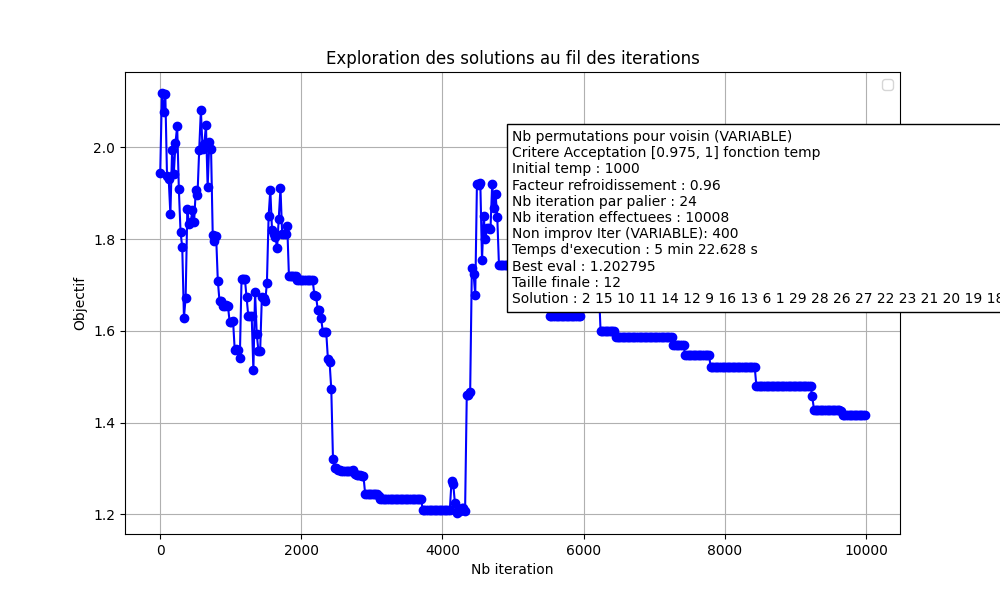 Exploration des solutions au fil des iterations
Objectif
2.0
1.8
1.6
1.4
1.2
Nb permutations pour voisin (VARIABLE)
Critere Acceptation [0.975, 1] fonction temp
Initial temp : 1000
Facteur refroidissement : 0.96
Nb iteration par palier : 24
Nb iteration effectuees : 10008
Non improv Iter (VARIABLE): 400
Temps d'execution : 5 min 22.628 s
Best eval : 1.202795
Taille finale : 12
Solution : 2 15 10 11 14 12 9 16 13 6 1 29 28 26 27 22 23 21 20 19 18
0 2000 4000 6000 8000 10000
Nb iteration